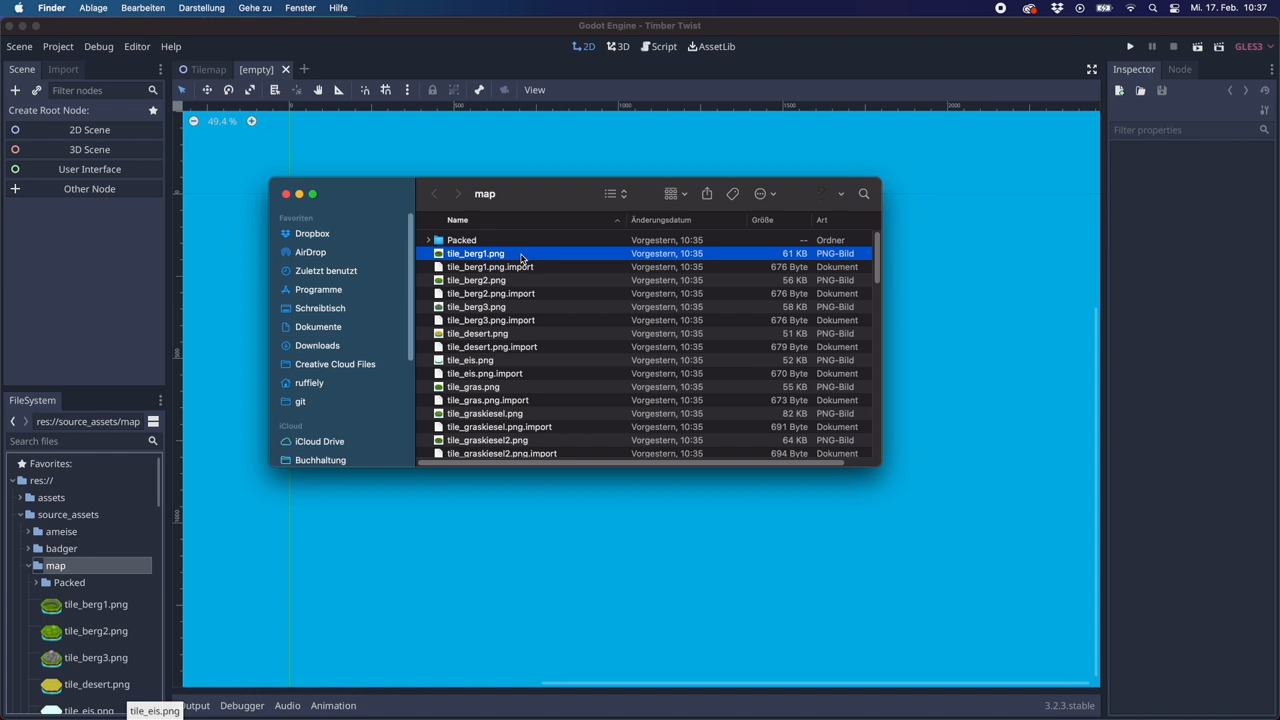 Finder Ablage Bearbeiten Darstellung Gehe zu Fenster Hilfe Mi. 17. Feb. 10:37
Godot Engine - Timber Twist
Scene Project Debug Editor Help 2D 3D Script AssetLib GLES3
Scene Import Tilemap [empty] Inspector Node
Filter nodes View
Create Root Node: 500 1000 1500 2000
2D Scene 49.4 % Filter properties
3D Scene
User Interface
Other Node
map
Name Änderungsdatum Größe Art
Favoriten
Dropbox
AirDrop
Zuletzt benutzt
Programme
Schreibtisch
Dokumente
Downloads
Creative Cloud Files
ruffiely
git
iCloud
iCloud Drive
Buchhaltung
Packed Vorgestern, 10:35 -- Ordner
tile_berg1.png Vorgestern, 10:35 61 KB PNG-Bild
tile_berg1.png.import Vorgestern, 10:35 676 Byte Dokument
tile_berg2.png Vorgestern, 10:35 56 KB PNG-Bild
tile_berg2.png.import Vorgestern, 10:35 676 Byte Dokument
tile_berg3.png Vorgestern, 10:35 58 KB PNG-Bild
tile_berg3.png.import Vorgestern, 10:35 676 Byte Dokument
tile_desert.png Vorgestern, 10:35 51 KB PNG-Bild
tile_desert.png.import Vorgestern, 10:35 679 Byte Dokument
tile_eis.png Vorgestern, 10:35 52 KB PNG-Bild
tile_eis.png.import Vorgestern, 10:35 670 Byte Dokument
tile_gras.png Vorgestern, 10:35 55 KB PNG-Bild
tile_gras.png.import Vorgestern, 10:35 673 Byte Dokument
tile_graskiesel.png Vorgestern, 10:35 82 KB PNG-Bild
tile_graskiesel.png.import Vorgestern, 10:35 691 Byte Dokument
tile_graskiesel2.png Vorgestern, 10:35 64 KB PNG-Bild
tile_graskiesel2.png.import Vorgestern, 10:35 694 Byte Dokument
FileSystem
res://source_assets/map
Search files
Favorites:
res://
assets
source_assets
ameise
badger
map
Packed
tile_berg1.png
tile_berg2.png
tile_berg3.png
tile_desert.png
tile_eis.png
tile_eis.png
Debugger Audio Animation 3.2.3.stable